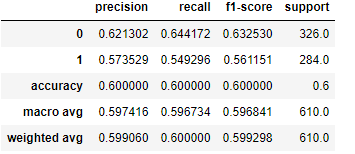 precision recall f1-score support
0 0.621302 0.644172 0.632530 326.0
1 0.573529 0.549296 0.561151 284.0
accuracy 0.600000 0.600000 0.600000 0.6
macro avg 0.597416 0.596734 0.596841 610.0
weighted avg 0.599060 0.600000 0.599298 610.0